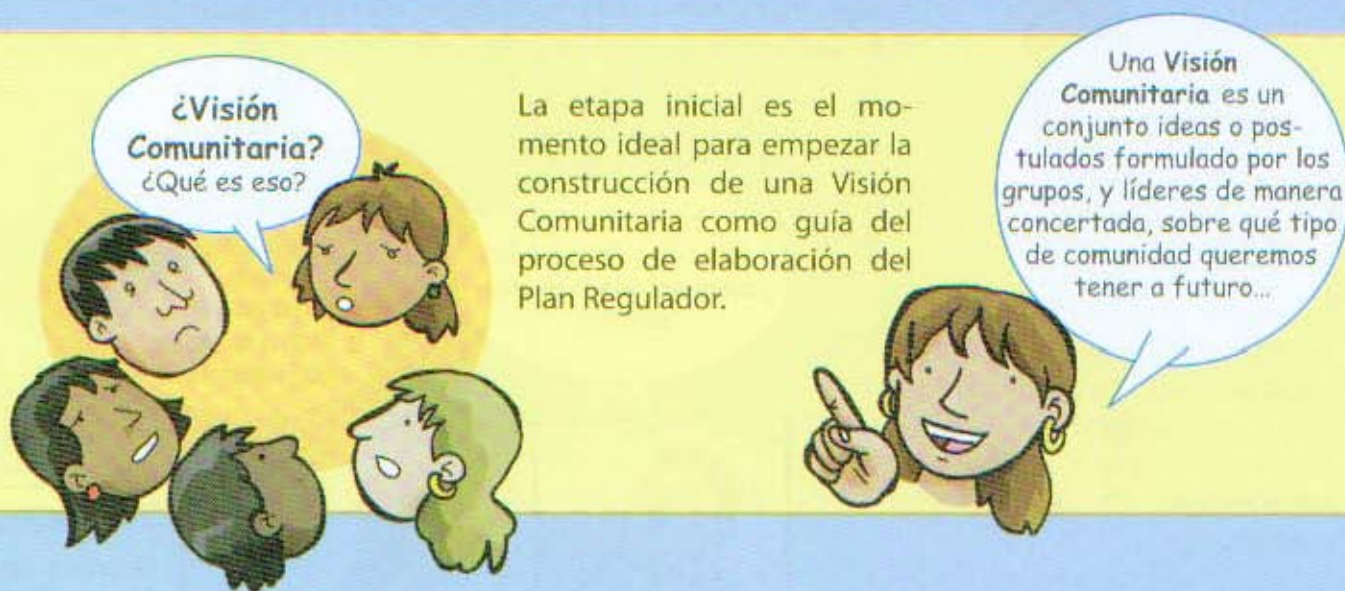 ¿Visión
Comunitaria?
¿Qué es eso?
La etapa inicial es el mo-
mento ideal para empezar la
construcción de una Visión
Comunitaria como guía del
proceso de elaboración del
Plan Regulador.
Una Visión
Comunitaria es un
conjunto ideas o pos-
tulados formulado por los
grupos, y líderes de manera
concertada, sobre qué tipo
de comunidad queremos
tener a futuro...